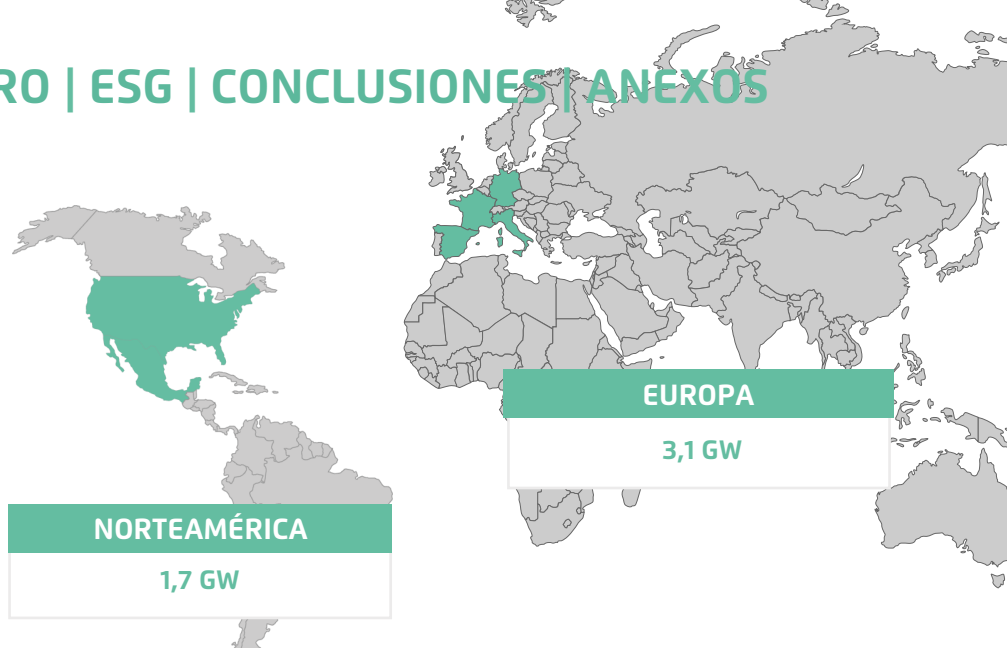 RO | ESG | CONCLUSIONES | ANEXOS
EUROPA
3,1 GW
NORTEAMÉRICA
1,7 GW